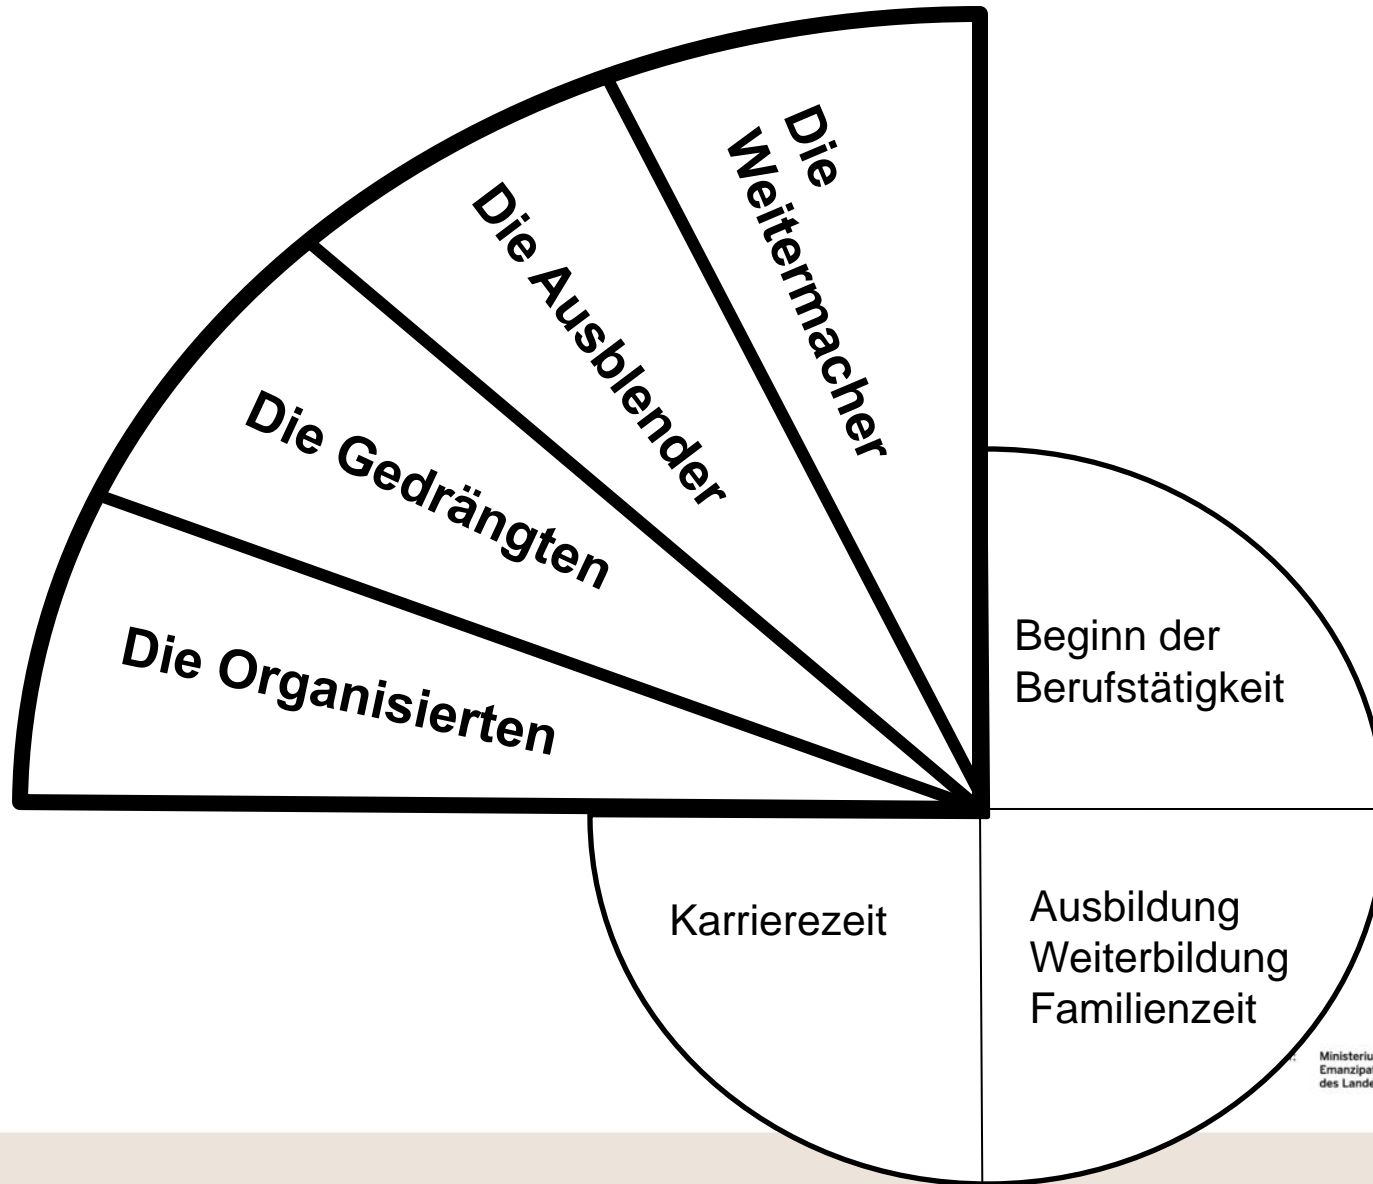 Die
Weitermacher
Die Ausblender
Die Gedrängten
Die Organisierten
Beginn der
Berufstätigkeit
Karrierezeit
Ausbildung
Weiterbildung
Familienzeit